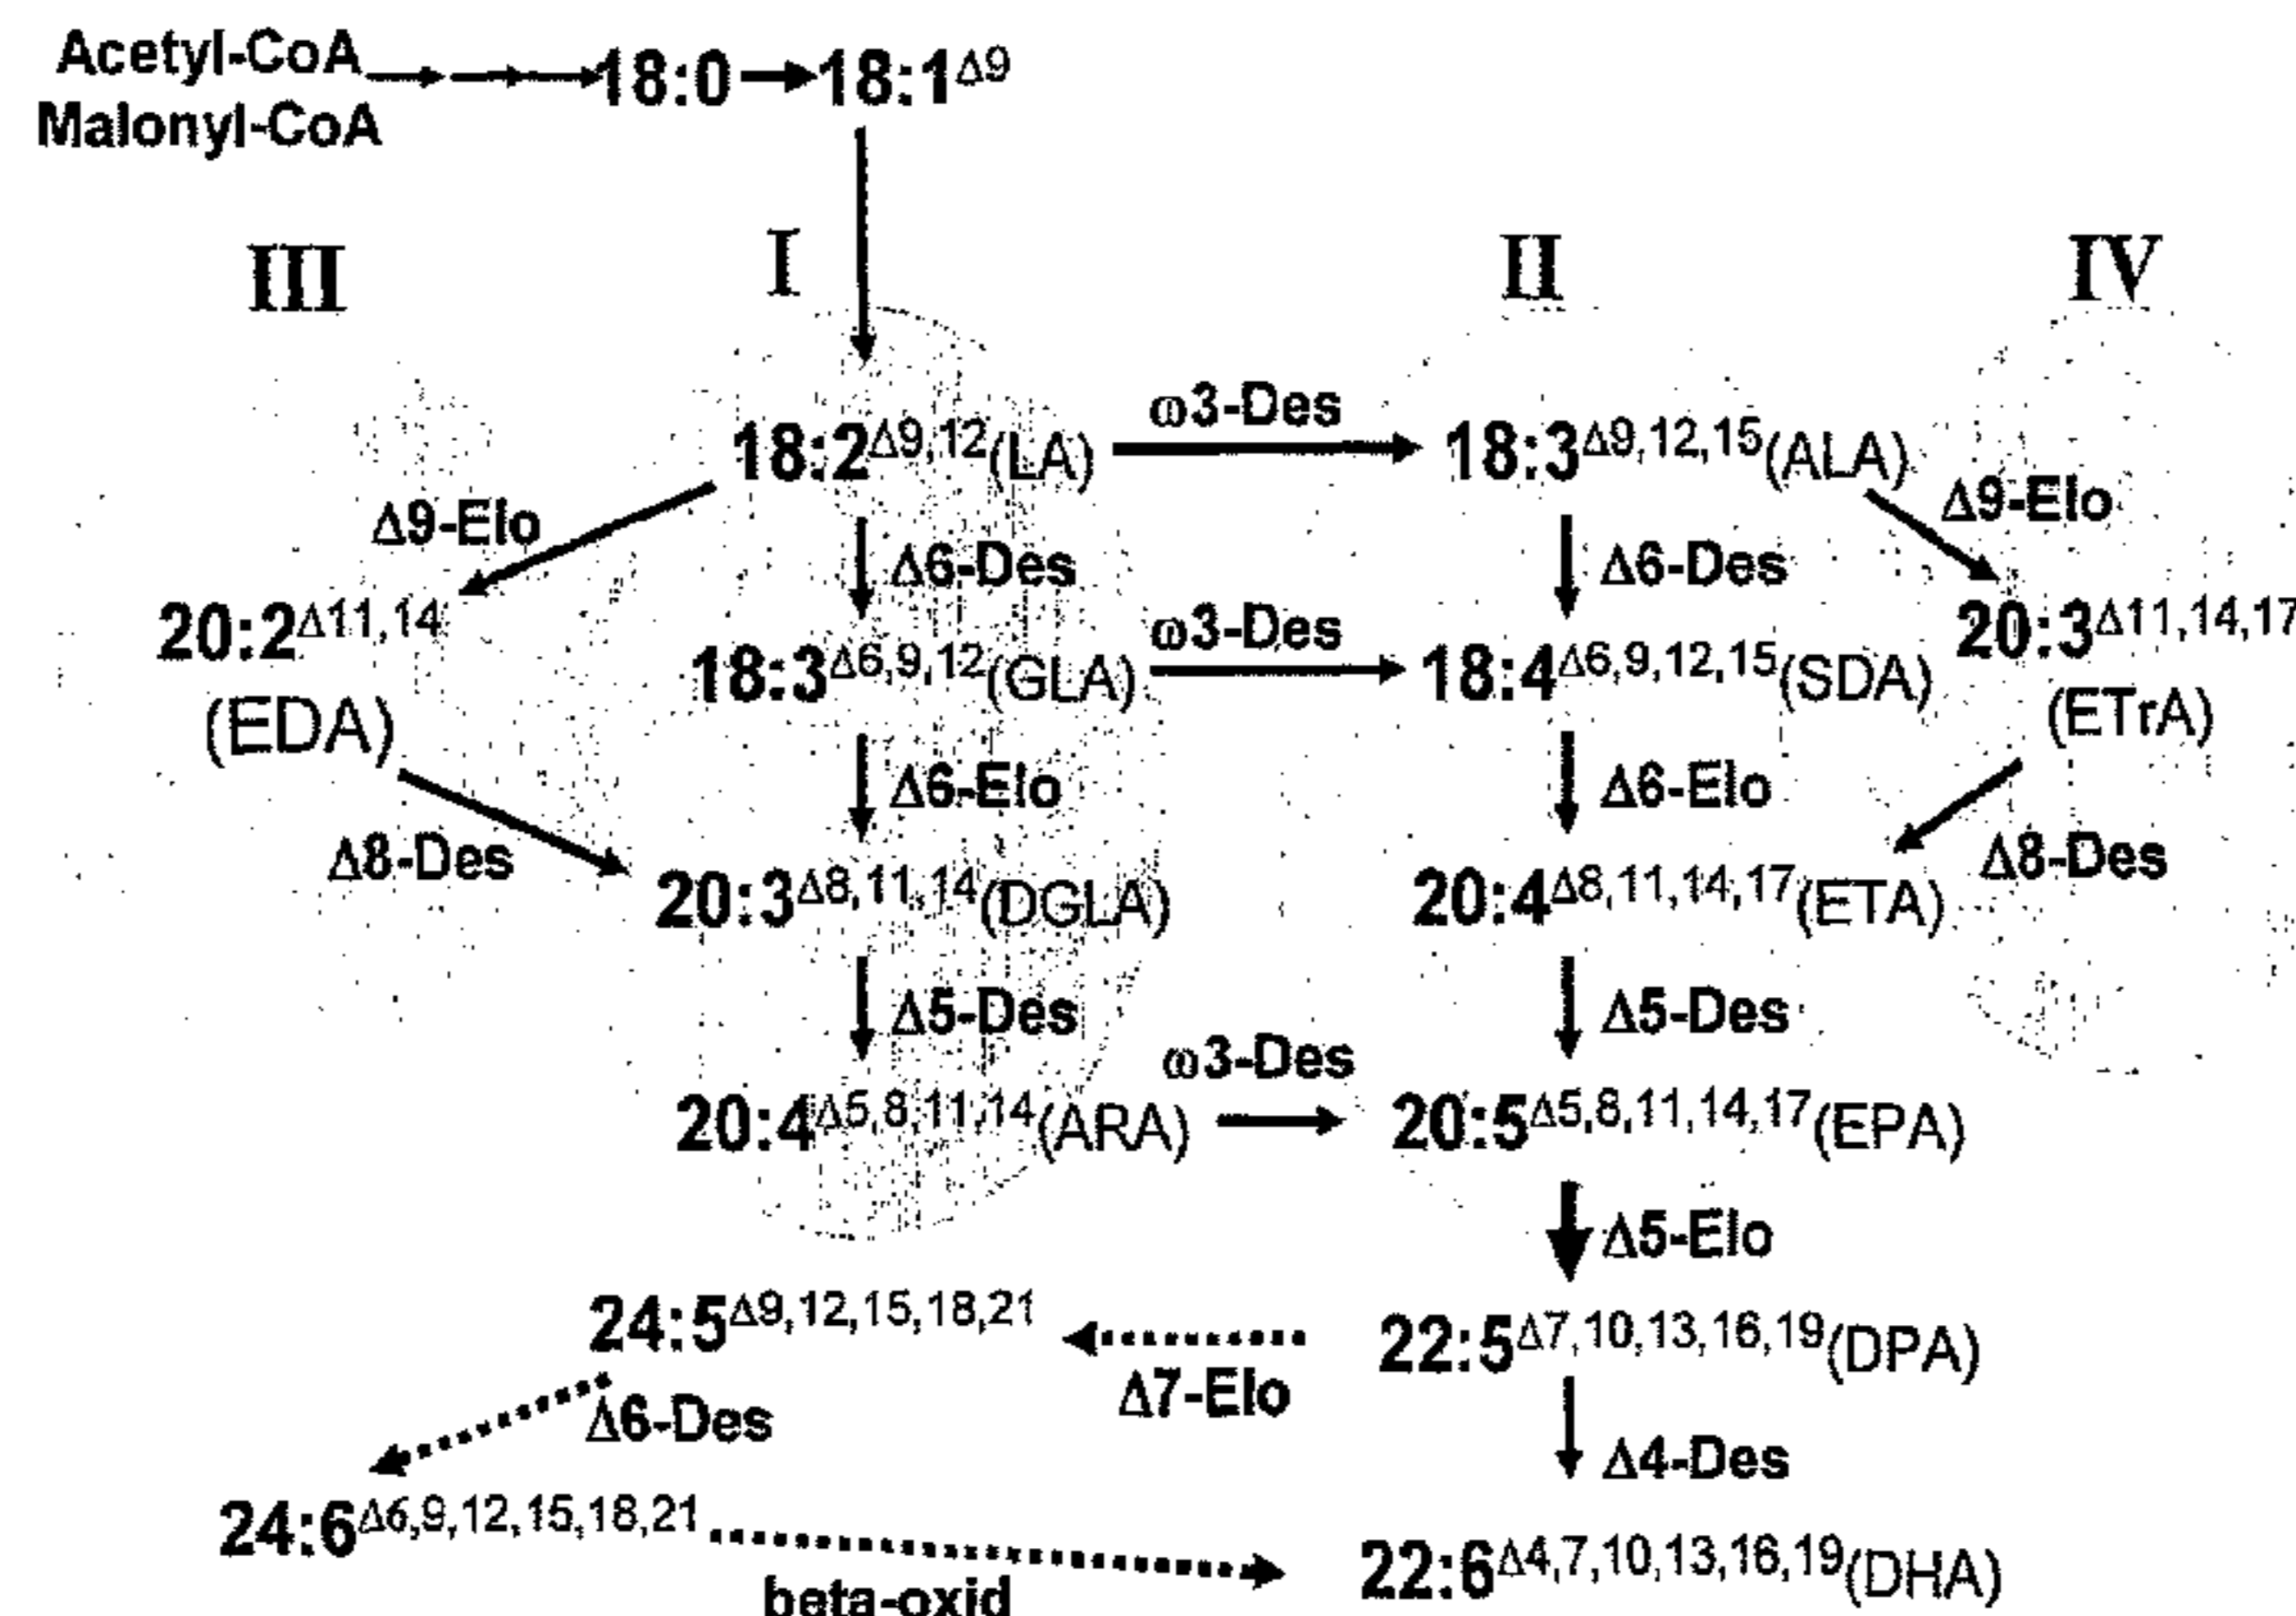 Acetyl-CoA
Malonyl-CoA
18:0
18:1Δ9
III
I
II
IV
18:2Δ9,12(LA)
ω3-Des
18:3Δ9,12,15(ALA)
Δ9-Elo
Δ6-Des
Δ6-Des
Δ9-Elo
20:2Δ11,14
(EDA)
18:3Δ6,9,12(GLA)
ω3-Des
18:4Δ6,9,12,15(SDA)
20:3Δ11,14,17
(ETrA)
Δ6-Elo
Δ6-Elo
Δ8-Des
20:3Δ8,11,14(DGLA)
20:4Δ8,11,14,17(ETA)
Δ8-Des
Δ5-Des
Δ5-Des
20:4Δ5,8,11,14(ARA)
ω3-Des
20:5Δ5,8,11,14,17(EPA)
Δ5-Elo
24:5Δ9,12,15,18,21
Δ7-Elo
22:5Δ7,10,13,16,19(DPA)
Δ6-Des
Δ4-Des
24:6Δ6,9,12,15,18,21
beta-oxid
22:6Δ4,7,10,13,16,19(DHA)